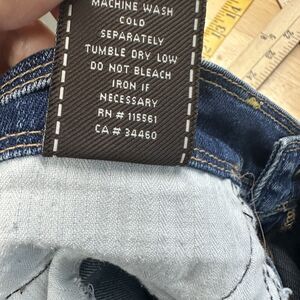 MACHINE WASH
COLD
SEPARATELY
TUMBLE DRY LOW
DO NOT BLEACH
IRON IF
NECESSARY
RN # 115561
CA # 34460